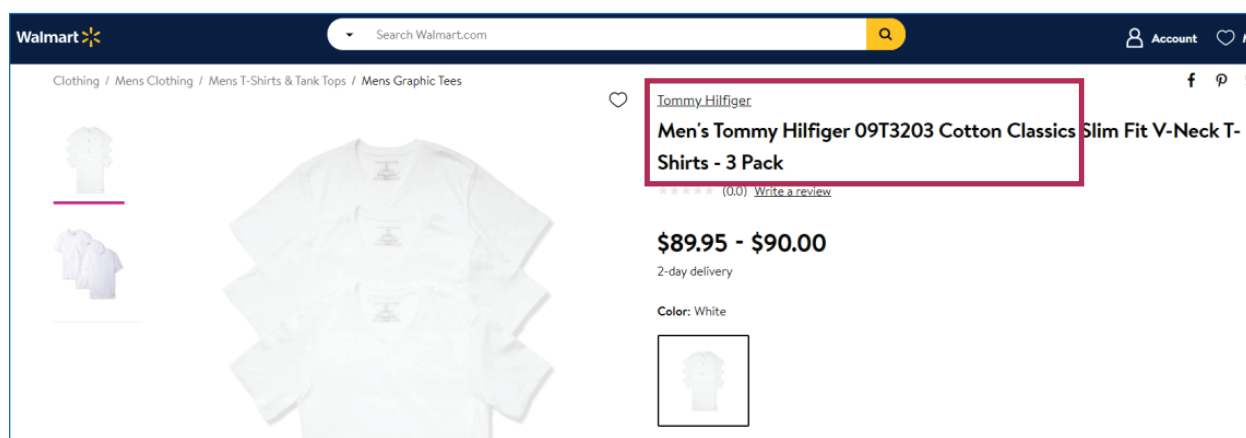 Walmart
Search Walmart.com
Account
Clothing / Mens Clothing / Mens T-Shirts & Tank Tops / Mens Graphic Tees
Tommy Hilfiger
Men's Tommy Hilfiger 09T3203 Cotton Classics Slim Fit V-Neck T-
Shirts - 3 Pack
(0.0) Write a review
$89.95 - $90.00
2-day delivery
Color: White